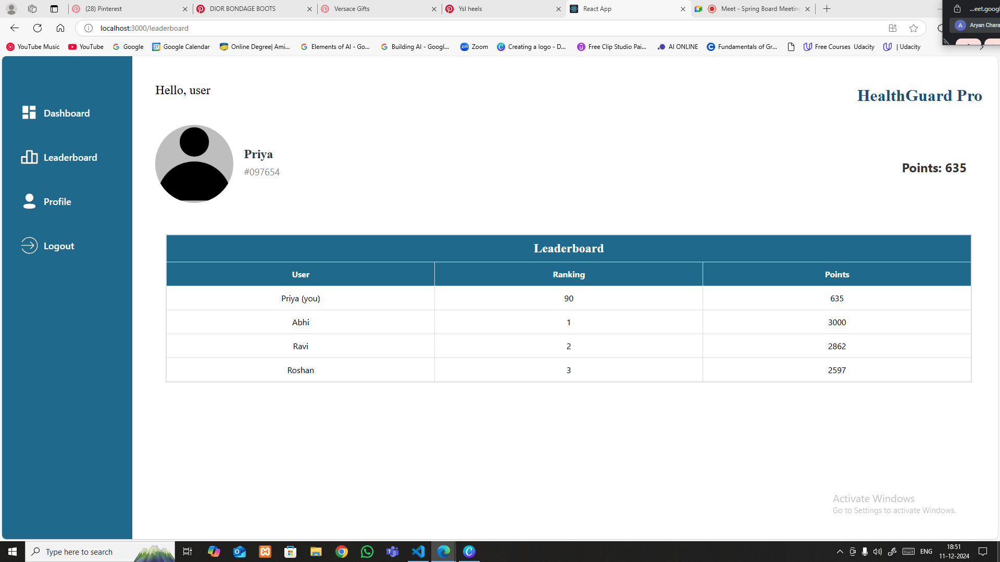 (28) Pinterest
DIOR BONDAGE BOOTS
Versace Gifts
Ysl heels
React App
Meet - Spring Board Meeting
...eet.googl
localhost:3000/leaderboard
A
Aryan Chara
YouTube Music
YouTube
Google
27
Google Calendar
Online Degree| Ami...
Elements of AI - Go...
Building AI - Googl...
zm
Zoom
Creating a logo - D...
Free Clip Studio Pai...
AI ONLINE
Fundamentals of Gr...
Free Courses Udacity
| Udacity
Dashboard
Leaderboard
Profile
Logout
Hello, user
HealthGuard Pro
Priya
#097654
Points: 635
Leaderboard
User Ranking Points
Priya (you) 90 635
Abhi 1 3000
Ravi 2 2862
Roshan 3 2597
Activate Windows
Go to Settings to activate Windows.
Type here to search
ENG
18:51
11-12-2024